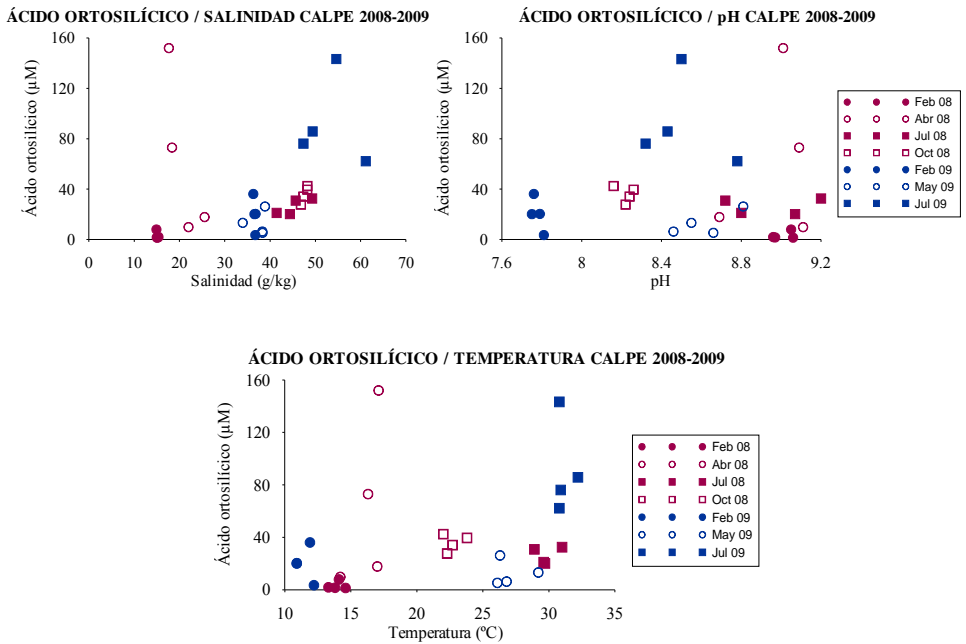 ÁCIDO ORTOSILÍCICO / SALINIDAD CALPE 2008-2009
Ácido ortosilícico (µM)
160
120
80
40
0
0 10 20 30 40 50 60 70
Salinidad (g/kg)
ÁCIDO ORTOSILÍCICO / pH CALPE 2008-2009
Ácido ortosilícico (µM)
160
120
80
40
0
7.6 8 8.4 8.8 9.2
pH
Feb 08
Abr 08
Jul 08
Oct 08
Feb 09
May 09
Jul 09
ÁCIDO ORTOSILÍCICO / TEMPERATURA CALPE 2008-2009
Ácido ortosilícico (µM)
160
120
80
40
0
10 15 20 25 30 35
Temperatura (ºC)
Feb 08
Abr 08
Jul 08
Oct 08
Feb 09
May 09
Jul 09